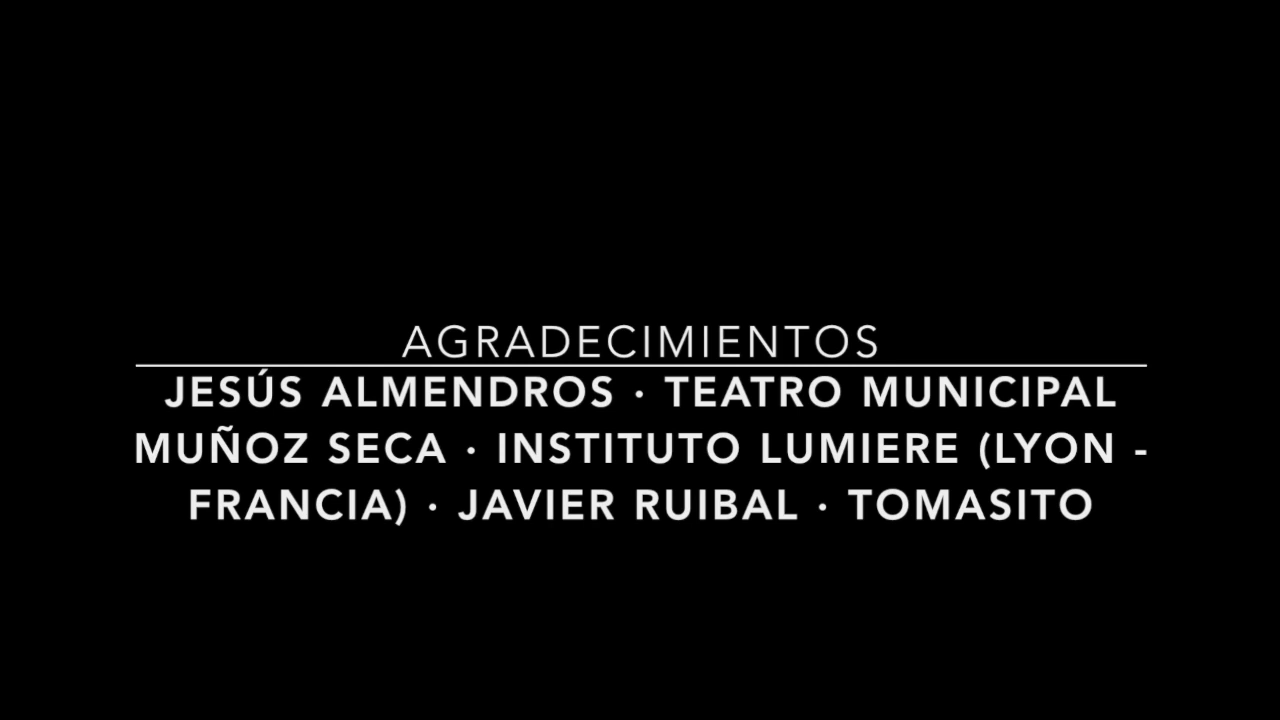 AGRADECIMIENTOS
JESÚS ALMENDROS · TEATRO MUNICIPAL
MUÑOZ SECA · INSTITUTO LUMIERE (LYON -
FRANCIA) · JAVIER RUIBAL · TOMASITO